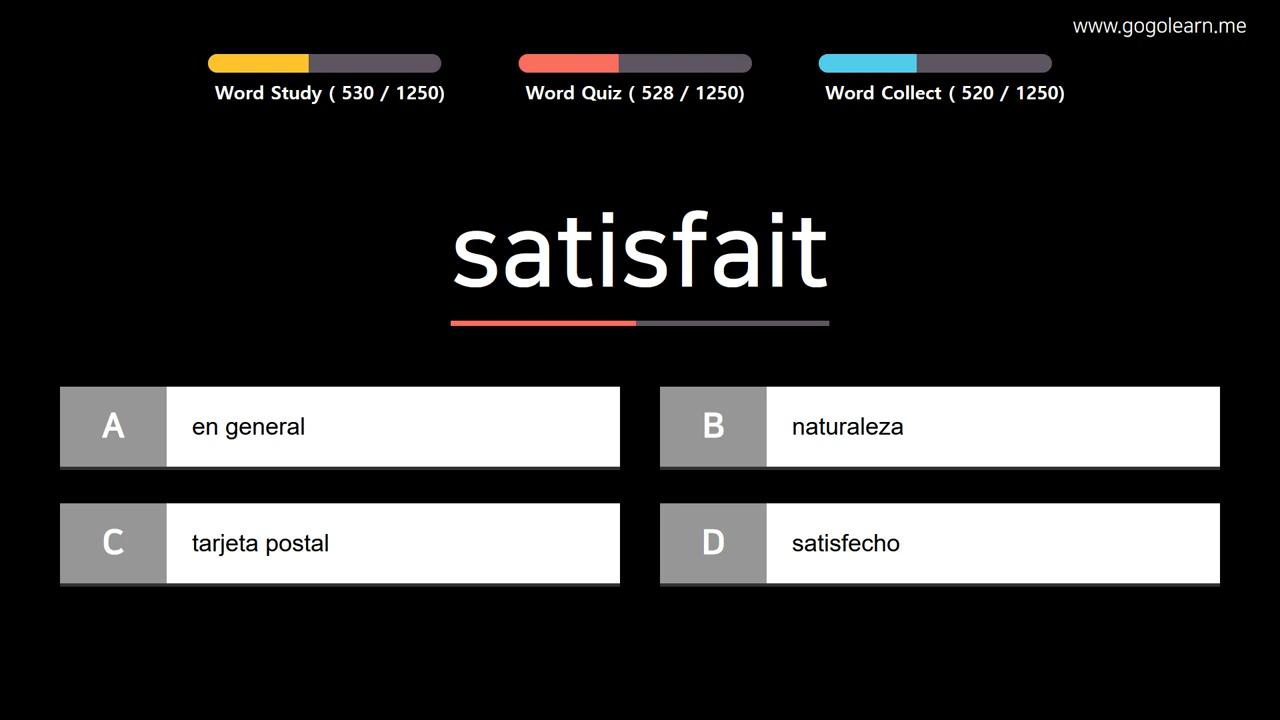 www.gogolearn.me
Word Study ( 530 / 1250)
Word Quiz ( 528 / 1250)
Word Collect ( 520 / 1250)
satisfait
A en general
B naturaleza
C tarjeta postal
D satisfecho